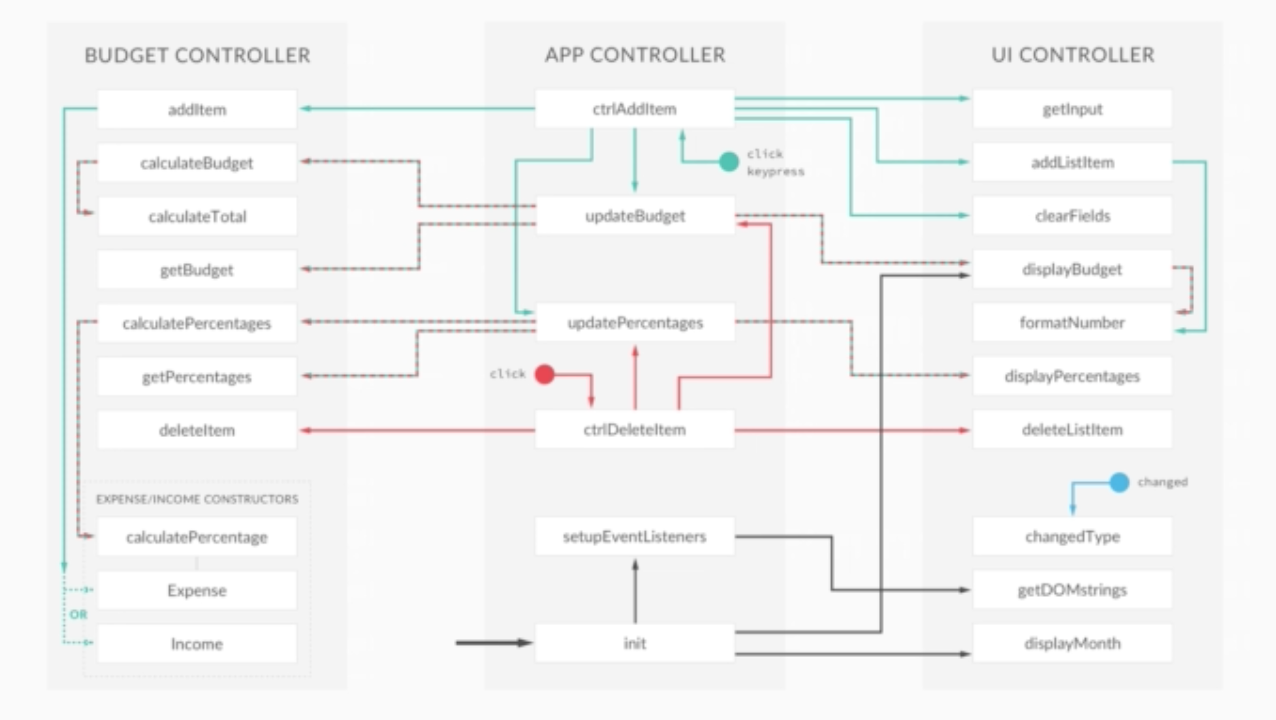 BUDGET CONTROLLER
addItem
calculateBudget
calculateTotal
getBudget
calculatePercentages
getPercentages
deleteItem
EXPENSE/INCOME CONSTRUCTORS
calculatePercentage
Expense
OR
Income
APP CONTROLLER
ctrlAddItem
click
keypress
updateBudget
updatePercentages
click
ctrlDeleteItem
setupEventListeners
init
UI CONTROLLER
getInput
addListItem
clearFields
displayBudget
formatNumber
displayPercentages
deleteListItem
changed
changedType
getDOMstrings
displayMonth